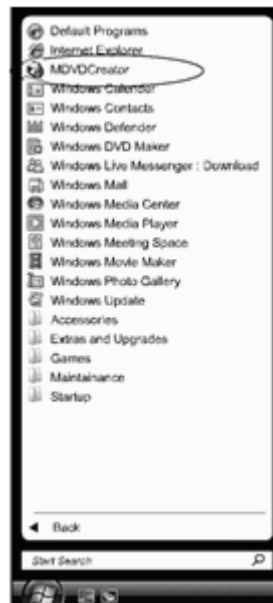 Default Programs
Internet Explorer
MDVDCreator
Windows Calendar
Windows Contacts
Windows Defender
Windows DVD Maker
Windows Live Messenger : Download
Windows Mail
Windows Media Center
Windows Media Player
Windows Meeting Space
Windows Movie Maker
Windows Photo Gallery
Windows Update
Accessories
Extras and Upgrades
Games
Maintainance
Startup
Back
Start Search